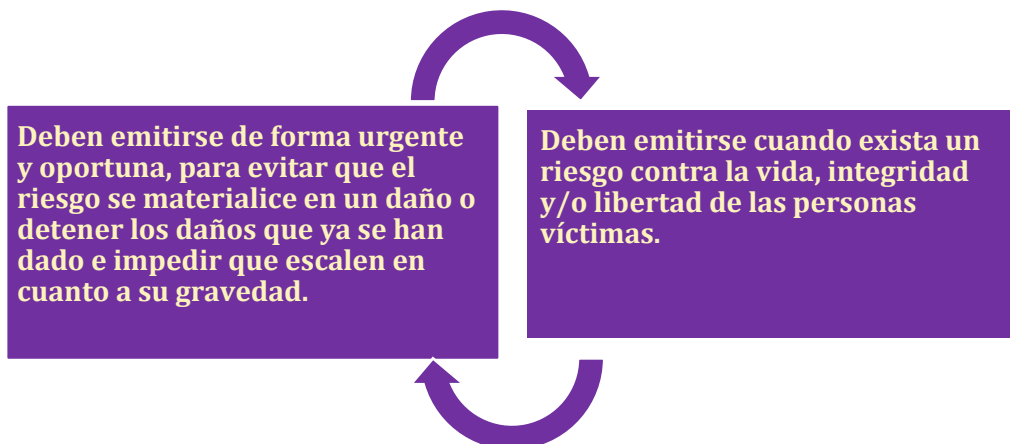 Deben emitirse de forma urgente
y oportuna, para evitar que el
riesgo se materialice en un daño o
detener los daños que ya se han
dado e impedir que escalen en
cuanto a su gravedad.
Deben emitirse cuando exista un
riesgo contra la vida, integridad
y/o libertad de las personas
víctimas.